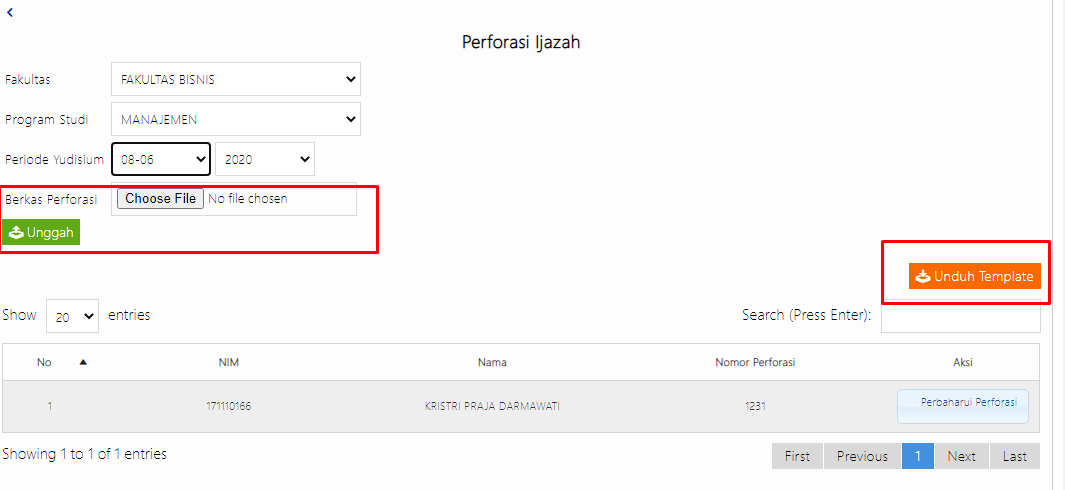 Perforasi Ijazah
Fakultas FAKULTAS BISNIS
Program Studi MANAJEMEN
Periode Yudisium 08-06 2020
Berkas Perforasi Choose File No file chosen
Unggah
Unduh Template
Show 20 entries Search (Press Enter):
No NIM Nama Nomor Perforasi Aksi
1 171110166 KRISTRI PRAJA DARMAWATI 1231 Perbaharui Perforasi
Showing 1 to 1 of 1 entries First Previous 1 Next Last